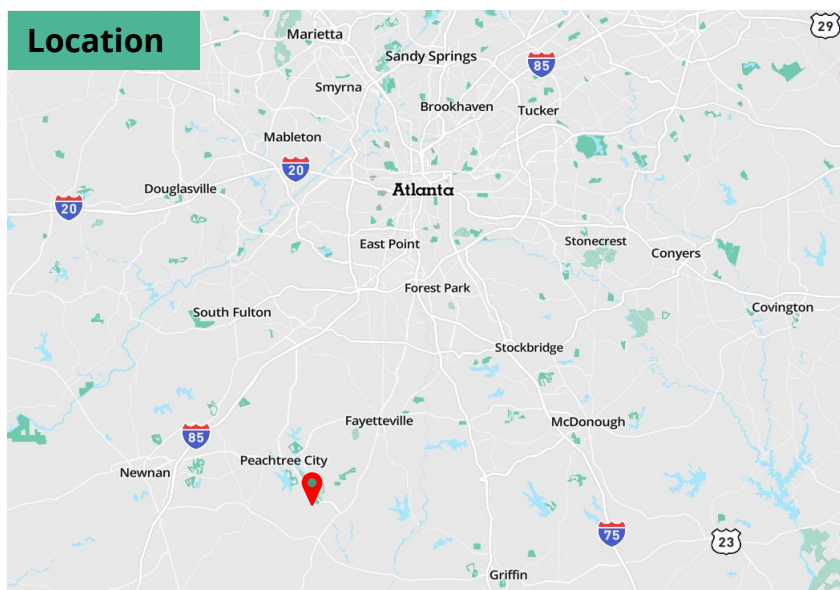 Location
29
Marietta
Sandy Springs
85
Smyrna
Brookhaven
Tucker
Mableton
20
Douglasville
Atlanta
20
East Point
Stonecrest
Conyers
Forest Park
South Fulton
Covington
Stockbridge
Fayetteville
McDonough
85
Peachtree City
Newnan
75
23
Griffin